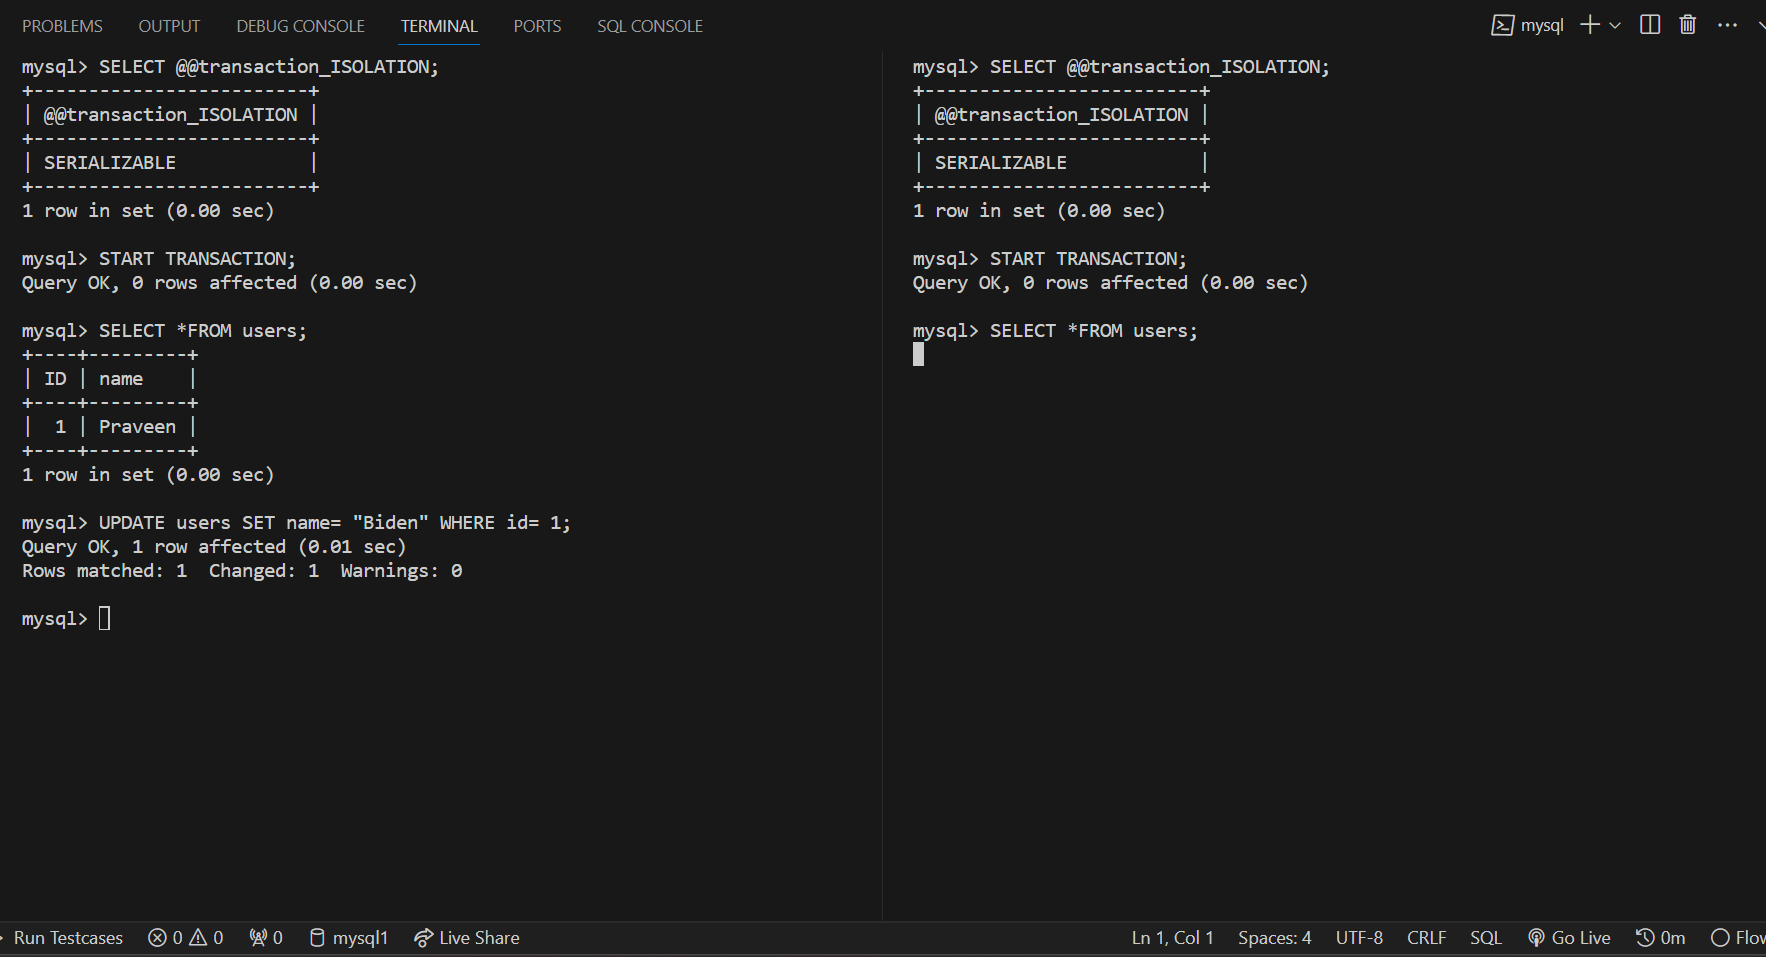 PROBLEMS OUTPUT DEBUG CONSOLE TERMINAL PORTS SQL CONSOLE mysql
mysql> SELECT @@transaction_ISOLATION;
+-------------------------+
| @@transaction_ISOLATION |
+-------------------------+
| SERIALIZABLE            |
+-------------------------+
1 row in set (0.00 sec)
mysql> START TRANSACTION;
Query OK, 0 rows affected (0.00 sec)
mysql> SELECT *FROM users;
+----+---------+
| ID | name    |
+----+---------+
|  1 | Praveen |
+----+---------+
1 row in set (0.00 sec)
mysql> UPDATE users SET name= "Biden" WHERE id= 1;
Query OK, 1 row affected (0.01 sec)
Rows matched: 1  Changed: 1  Warnings: 0
mysql>
mysql> SELECT @@transaction_ISOLATION;
+-------------------------+
| @@transaction_ISOLATION |
+-------------------------+
| SERIALIZABLE            |
+-------------------------+
1 row in set (0.00 sec)
mysql> START TRANSACTION;
Query OK, 0 rows affected (0.00 sec)
mysql> SELECT *FROM users;
Run Testcases 0 0 0 mysql1 Live Share Ln 1, Col 1 Spaces: 4 UTF-8 CRLF SQL Go Live 0m Flow